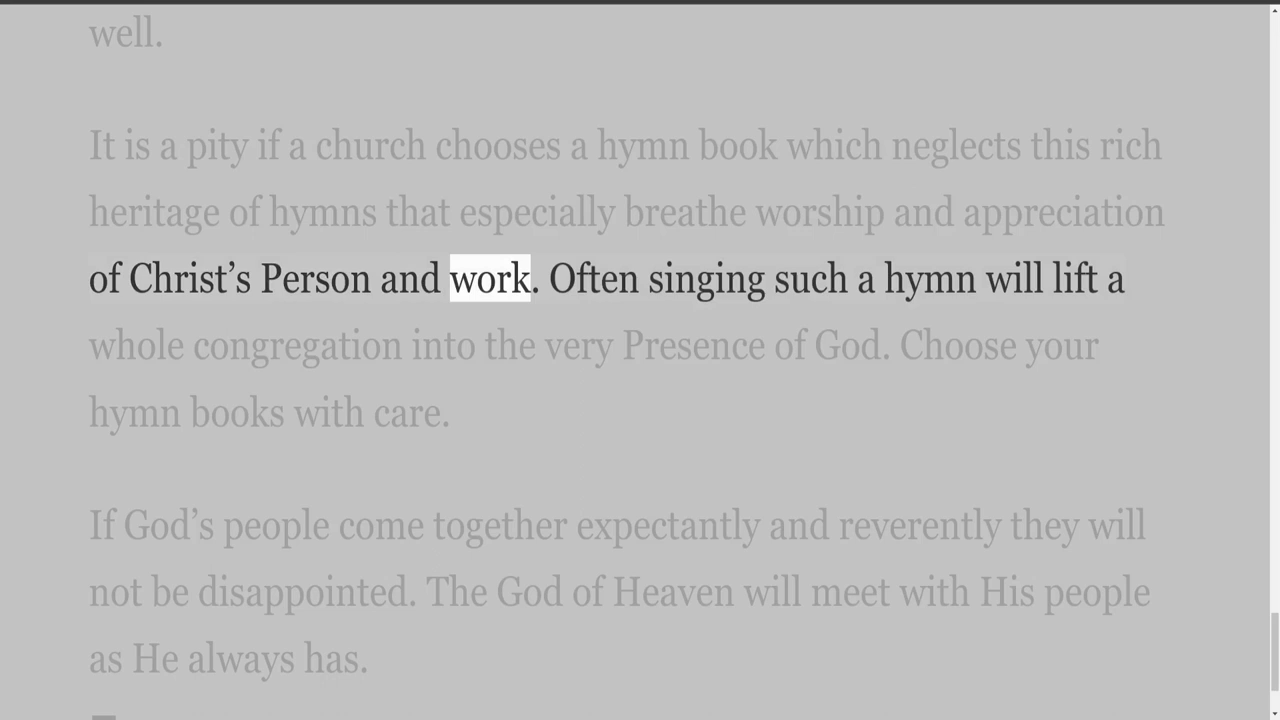 well.
It is a pity if a church chooses a hymn book which neglects this rich
heritage of hymns that especially breathe worship and appreciation
of Christ’s Person and work. Often singing such a hymn will lift a
whole congregation into the very Presence of God. Choose your
hymn books with care.
If God’s people come together expectantly and reverently they will
not be disappointed. The God of Heaven will meet with His people
as He always has.